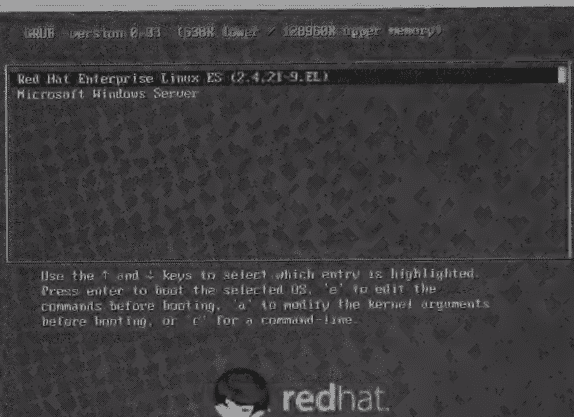 GRUB version 0.93 (638K lower / 128960K upper memory)
Red Hat Enterprise Linux ES (2.4.21-9.EL)
Microsoft Windows Server
Use the ↑ and ↓ keys to select which entry is highlighted.
Press enter to boot the selected OS, 'e' to edit the
commands before booting, 'a' to modify the kernel arguments
before booting, or 'c' for a command-line.
redhat.